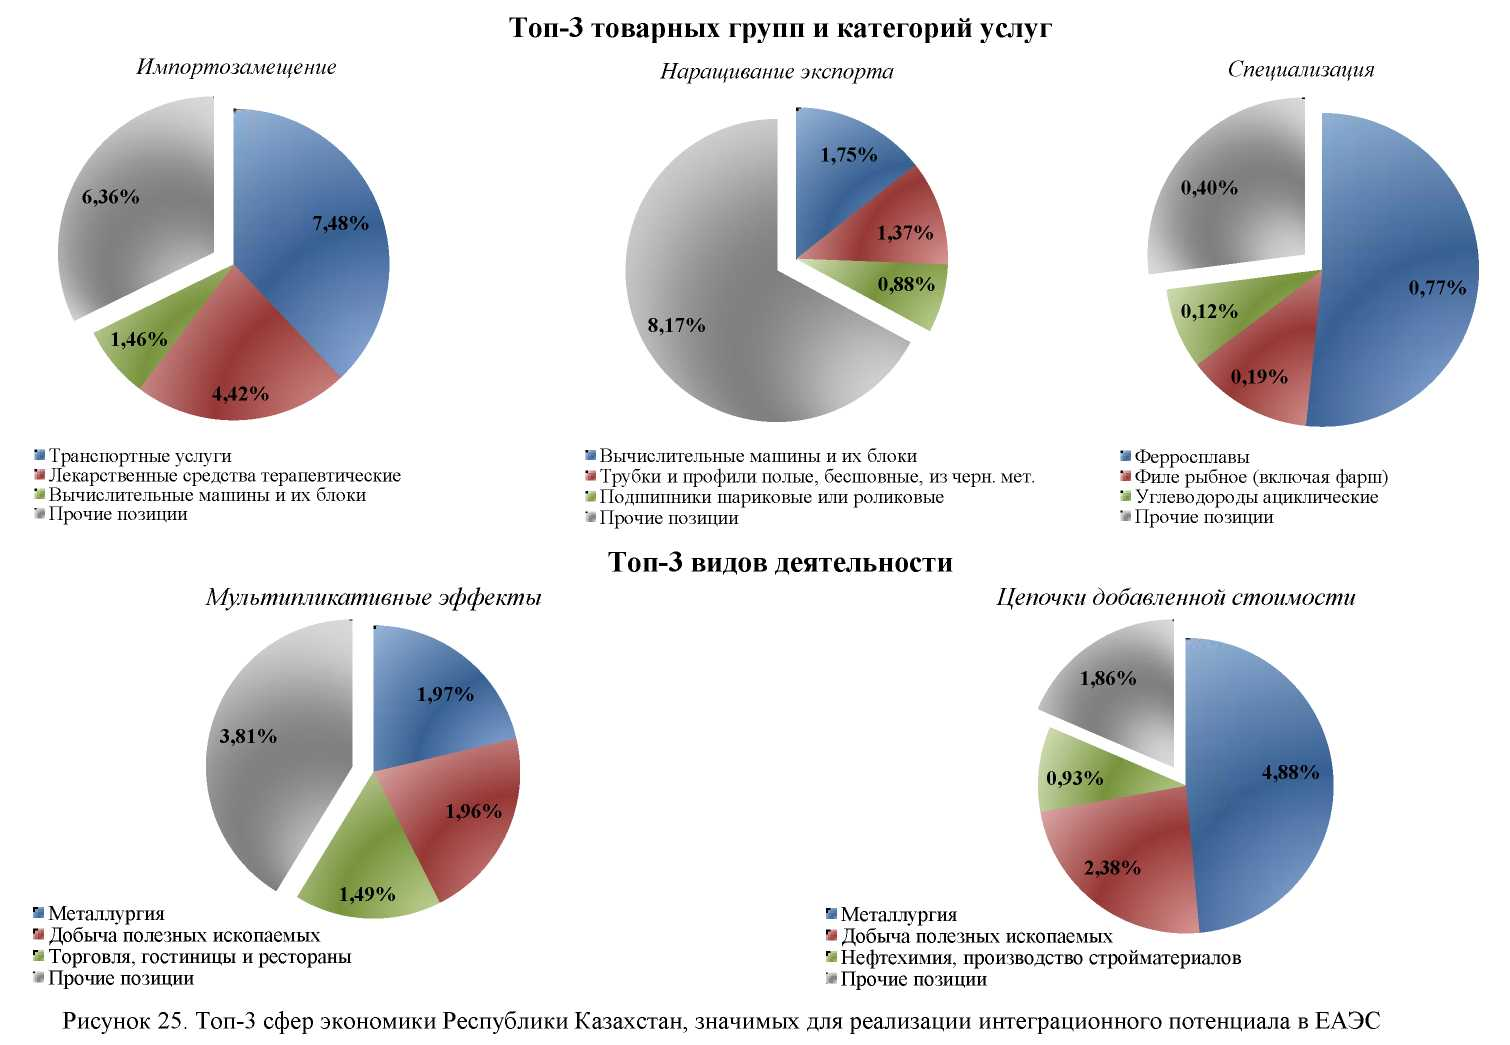 Топ-3 товарных групп и категорий услуг
Импортозамещение
6,36%
7,48%
1,46%
4,42%
Транспортные услуги
Лекарственные средства терапевтические
Вычислительные машины и их блоки
Прочие позиции
Наращивание экспорта
1,75%
1,37%
0,88%
8,17%
Вычислительные машины и их блоки
Трубки и профили полые, бесшовные, из черн. мет.
Подшипники шариковые или роликовые
Прочие позиции
Специализация
0,40%
0,77%
0,12%
0,19%
Ферросплавы
Филе рыбное (включая фарш)
Углеводороды ациклические
Прочие позиции
Топ-3 видов деятельности
Мультипликативные эффекты
1,97%
3,81%
1,96%
1,49%
Металлургия
Добыча полезных ископаемых
Торговля, гостиницы и рестораны
Прочие позиции
Цепочки добавленной стоимости
1,86%
4,88%
0,93%
2,38%
Металлургия
Добыча полезных ископаемых
Нефтехимия, производство стройматериалов
Прочие позиции
Рисунок 25. Топ-3 сфер экономики Республики Казахстан, значимых для реализации интеграционного потенциала в ЕАЭС